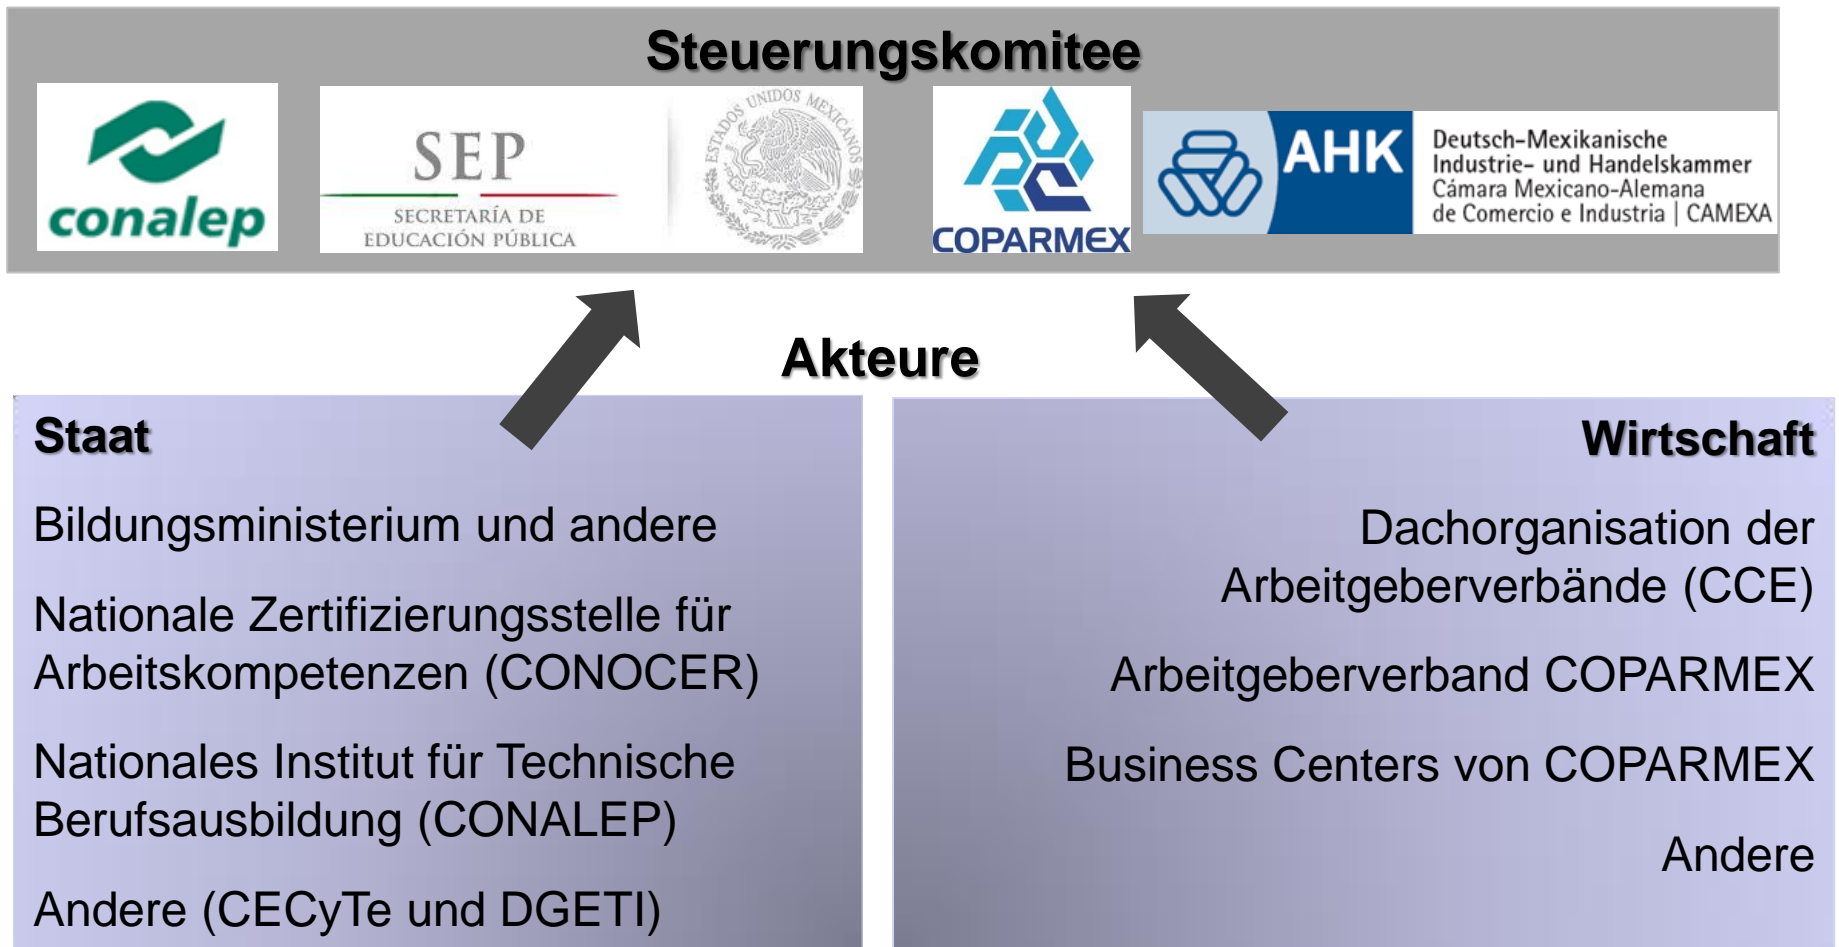 Steuerungskomitee
conalep
SEP
SECRETARÍA DE
EDUCACIÓN PÚBLICA
ESTADOS UNIDOS MEXICANOS
COPARMEX
AHK
Deutsch-Mexikanische
Industrie- und Handelskammer
Cámara Mexicano-Alemana
de Comercio e Industria | CAMEXA
Akteure
Staat
Bildungsministerium und andere
Nationale Zertifizierungsstelle für
Arbeitskompetenzen (CONOCER)
Nationales Institut für Technische
Berufsausbildung (CONALEP)
Andere (CECyTe und DGETI)
Wirtschaft
Dachorganisation der
Arbeitgeberverbände (CCE)
Arbeitgeberverband COPARMEX
Business Centers von COPARMEX
Andere